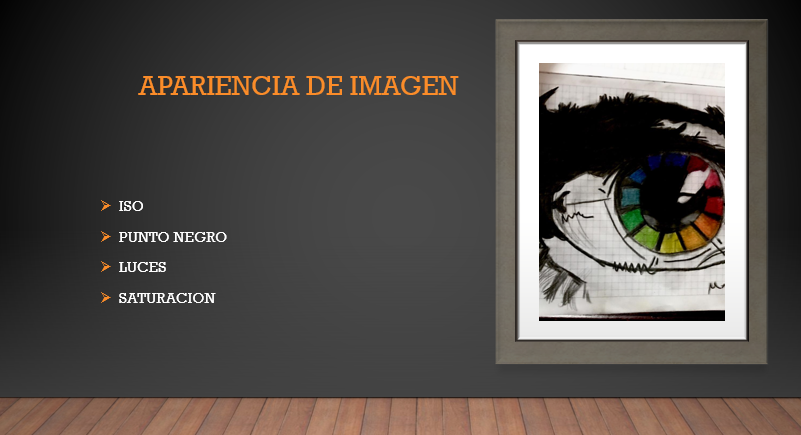 APARIENCIA DE IMAGEN
ISO
PUNTO NEGRO
LUCES
SATURACION